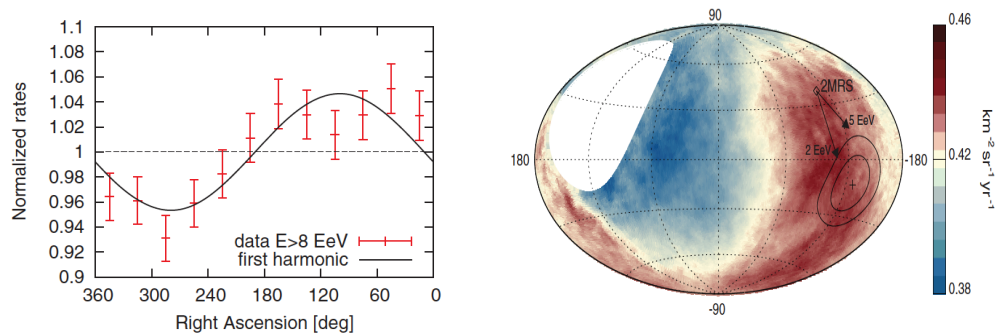 1.1
1.08
1.06
1.04
1.02
1
0.98
0.96
0.94
0.92
0.9
Normalized rates
data E>8 EeV
first harmonic
360 300 240 180 120 60 0
Right Ascension [deg]
90
2MRS
5 EeV
2 EeV
180
-180
-90
0.46
0.42
0.38
km⁻² sr⁻¹ yr⁻¹